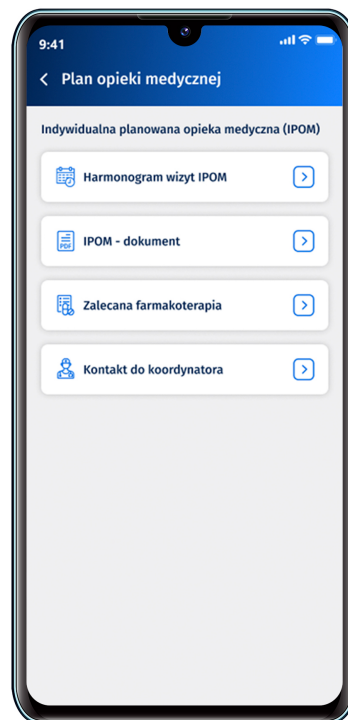 9:41
Plan opieki medycznej
Indywidualna planowana opieka medyczna (IPOM)
Harmonogram wizyt IPOM
PDF
IPOM - dokument
Zalecana farmakoterapia
Kontakt do koordynatora